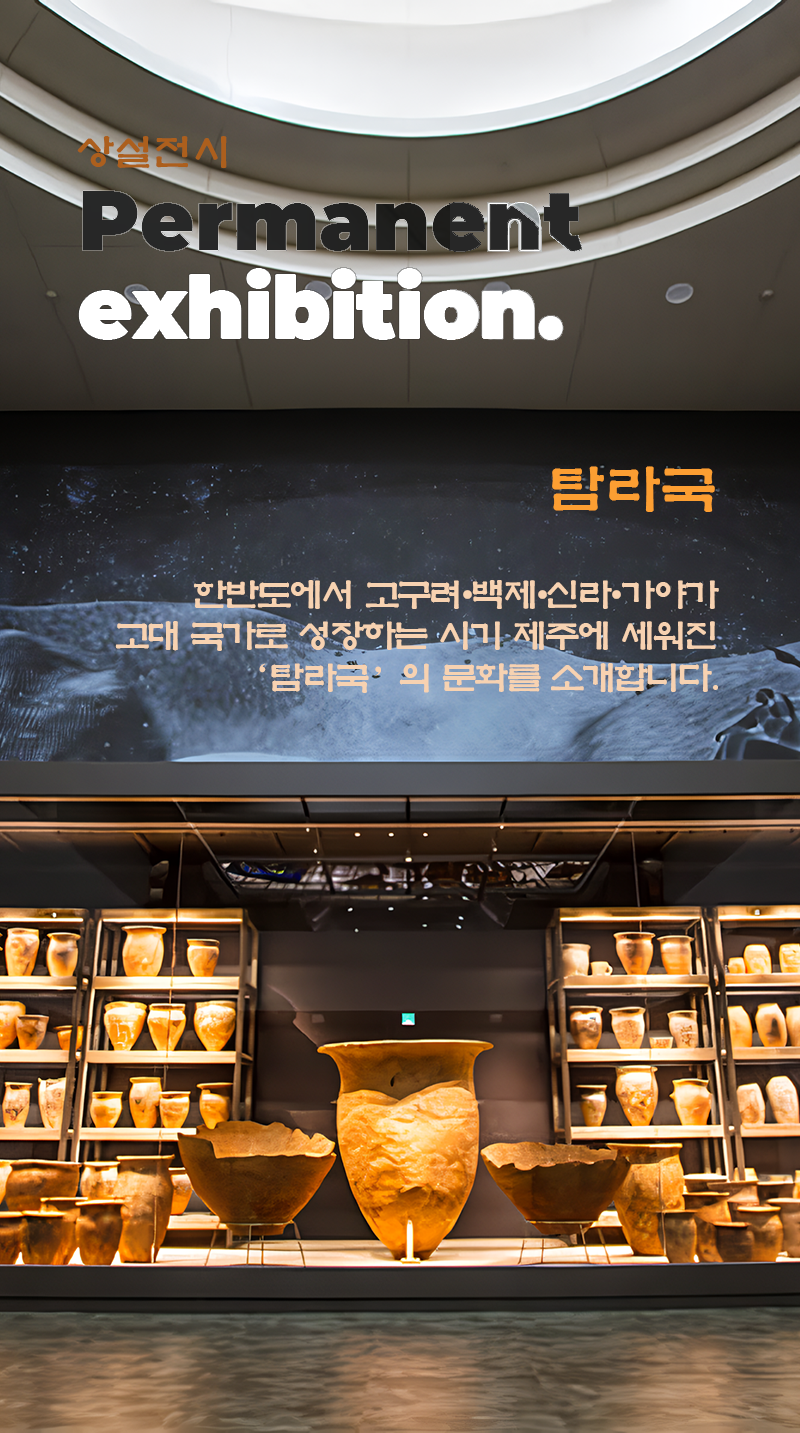 상설전시
Permanent
exhibition.
탐라국
한반도에서 고구려•백제•신라•가야가
고대 국가로 성장하는 시기 제주에 세워진
‘탐라국’ 의 문화를 소개합니다.